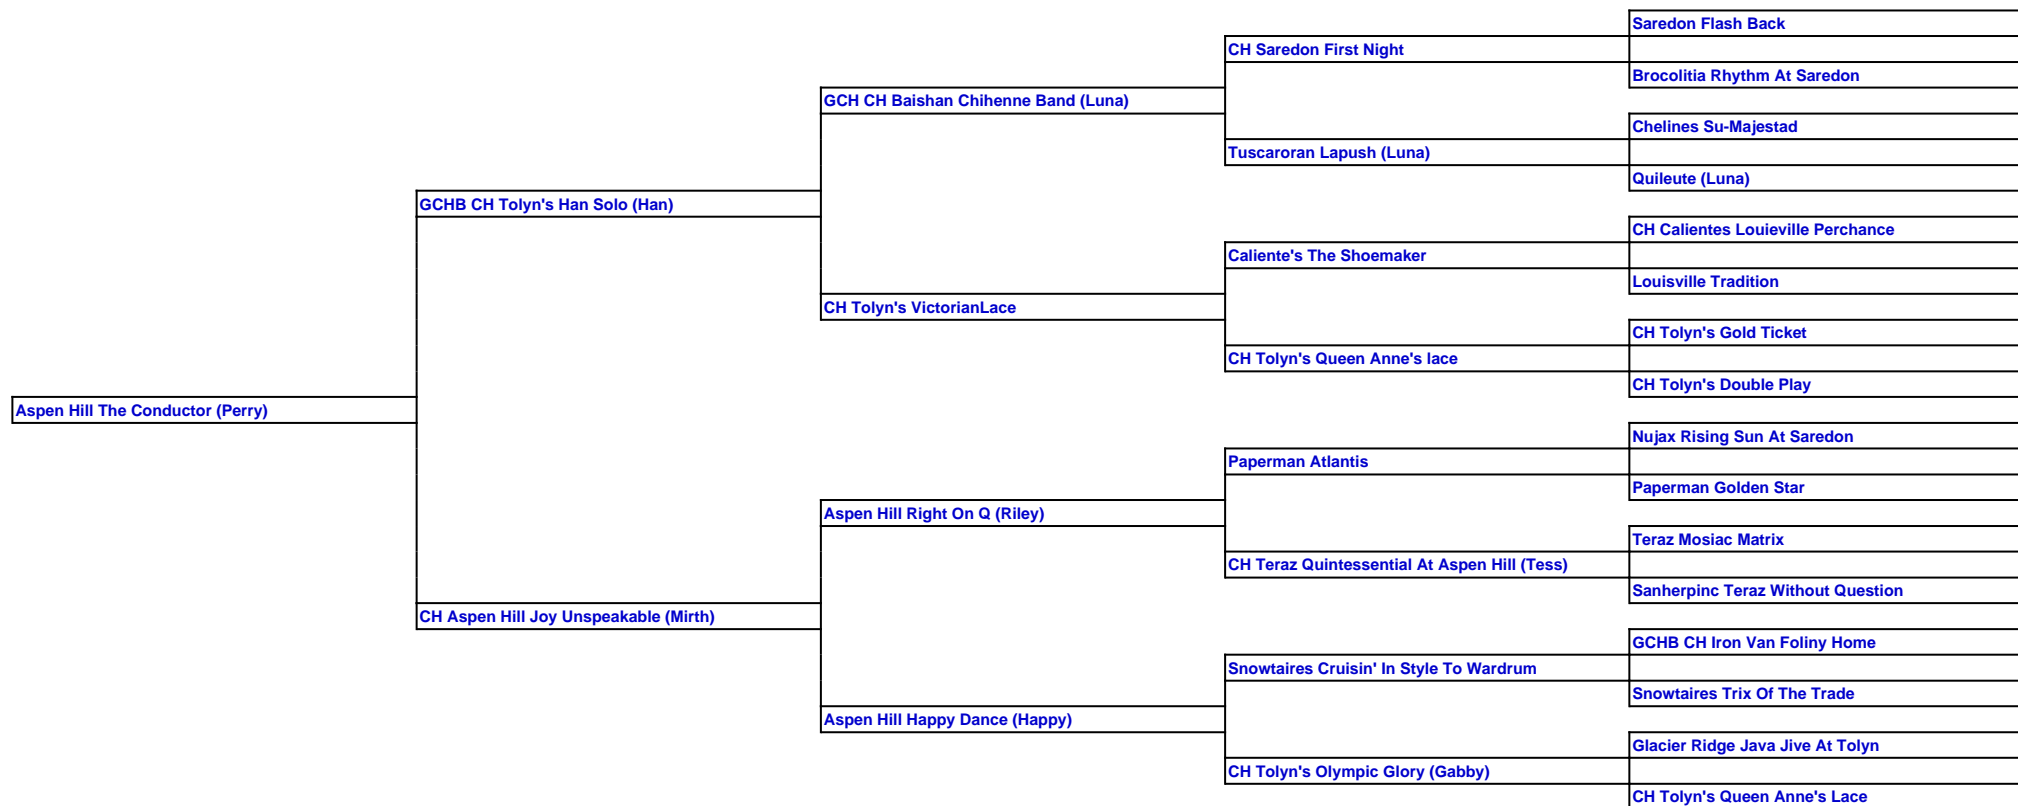 Saredon Flash Back
CH Saredon First Night
Brocolitia Rhythm At Saredon
GCH CH Baishan Chihenne Band (Luna)
Chelines Su-Majestad
Tuscaroran Lapush (Luna)
Quileute (Luna)
GCHB CH Tolyn's Han Solo (Han)
CH Calientes Louieville Perchance
Caliente's The Shoemaker
Louisville Tradition
CH Tolyn's VictorianLace
CH Tolyn's Gold Ticket
CH Tolyn's Queen Anne's lace
CH Tolyn's Double Play
Aspen Hill The Conductor (Perry)
Nujax Rising Sun At Saredon
Paperman Atlantis
Paperman Golden Star
Aspen Hill Right On Q (Riley)
Teraz Mosiac Matrix
CH Teraz Quintessential At Aspen Hill (Tess)
Sanherpinc Teraz Without Question
CH Aspen Hill Joy Unspeakable (Mirth)
GCHB CH Iron Van Foliny Home
Snowtaires Cruisin' In Style To Wardrum
Snowtaires Trix Of The Trade
Aspen Hill Happy Dance (Happy)
Glacier Ridge Java Jive At Tolyn
CH Tolyn's Olympic Glory (Gabby)
CH Tolyn's Queen Anne's Lace